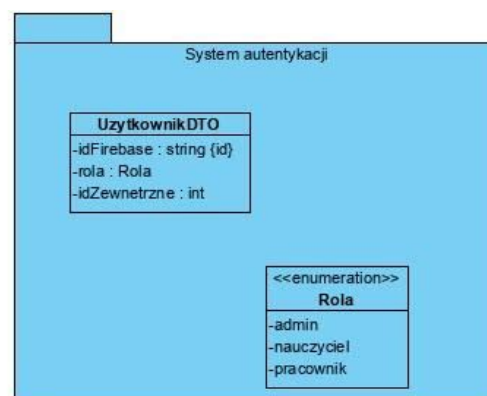 System autentykacji
UzytkownikDTO
-idFirebase : string {id}
-rola : Rola
-idZewnetrzne : int
<<enumeration>>
Rola
-admin
-nauczyciel
-pracownik